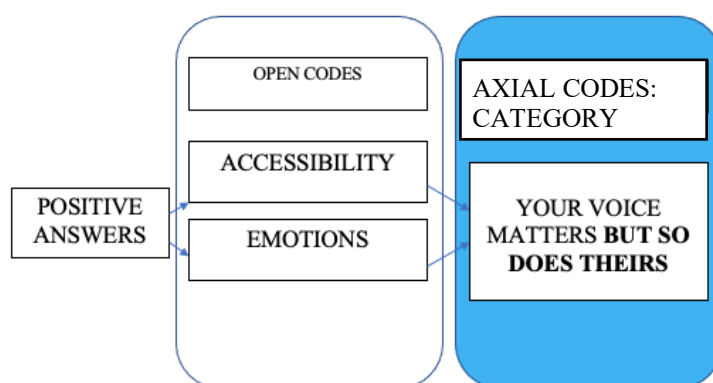 OPEN CODES
AXIAL CODES:
CATEGORY
POSITIVE
ANSWERS
ACCESSIBILITY
EMOTIONS
YOUR VOICE
MATTERS BUT SO
DOES THEIRS